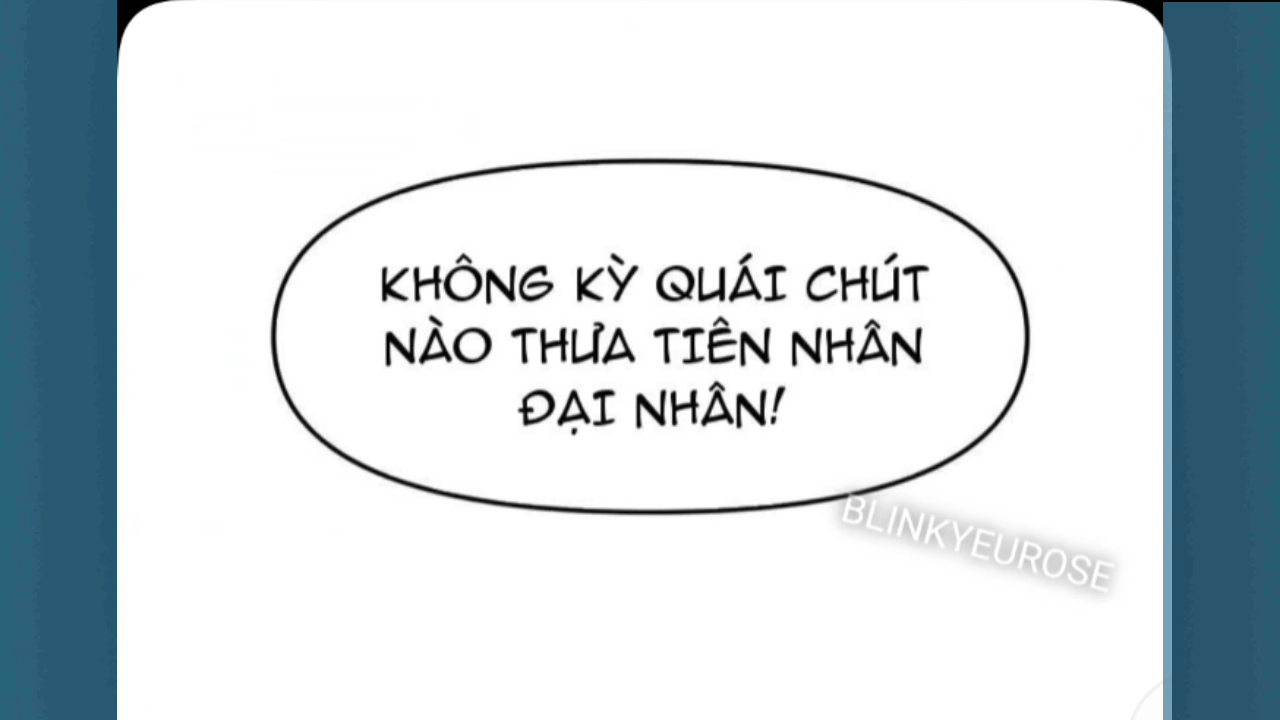 KHÔNG KỲ QUÁI CHÚT
NÀO THƯA TIÊN NHÂN
ĐẠI NHÂN!
BLINKYEUROSE